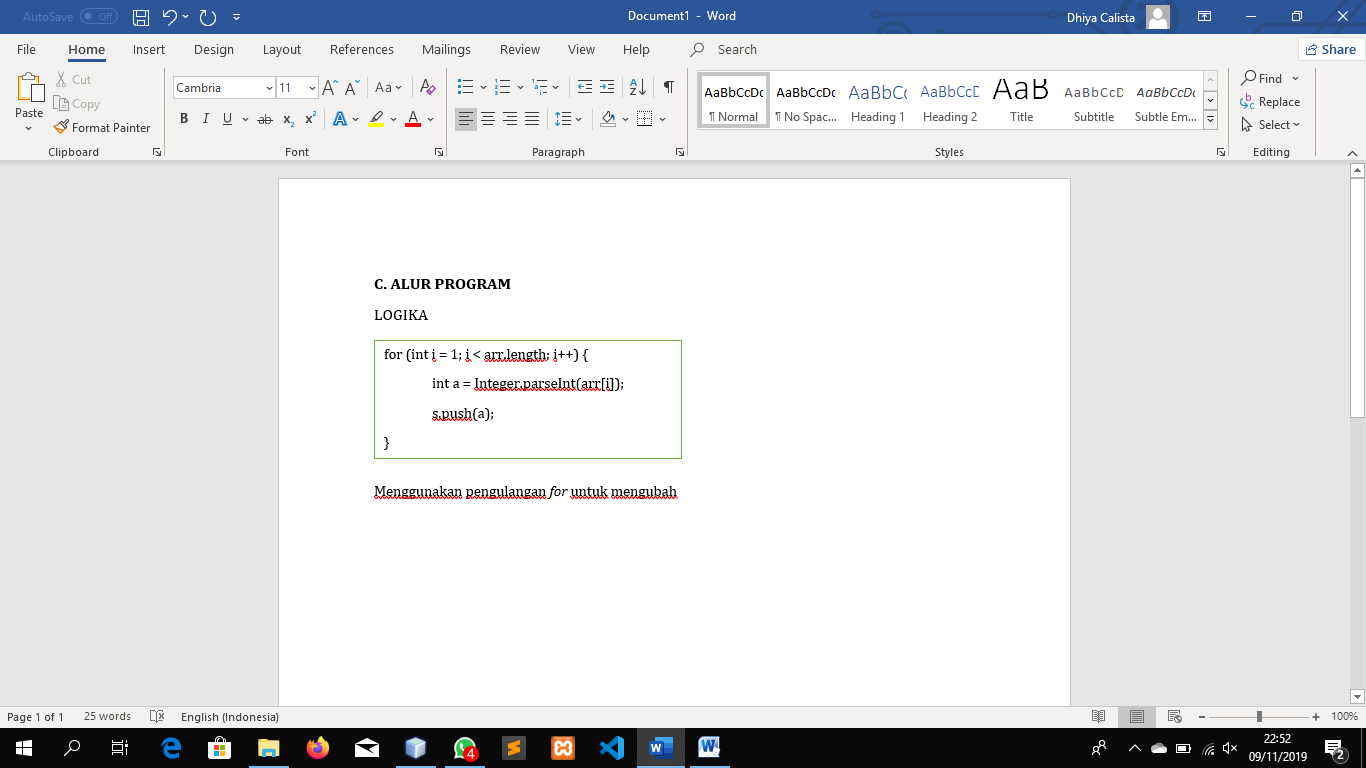 AutoSave Off
Document1 - Word
Dhiya Calista
File Home Insert Design Layout References Mailings Review View Help Search Share
Paste
Cut
Copy
Format Painter
Clipboard
Cambria 11
Font
Paragraph
AaBbCcDc AaBbCcDc AaBbCc AaBbCcD AaB AaBbCcD AaBbCcDc
¶ Normal ¶ No Spac... Heading 1 Heading 2 Title Subtitle Subtle Em...
Styles
Find
Replace
Select
Editing
C. ALUR PROGRAM
LOGIKA
for (int i = 1; i < arr.length; i++) {
int a = Integer.parseInt(arr[i]);
s.push(a);
}
Menggunakan pengulangan for untuk mengubah
Page 1 of 1 25 words English (Indonesia) 100%
4
22:52
09/11/2019
2